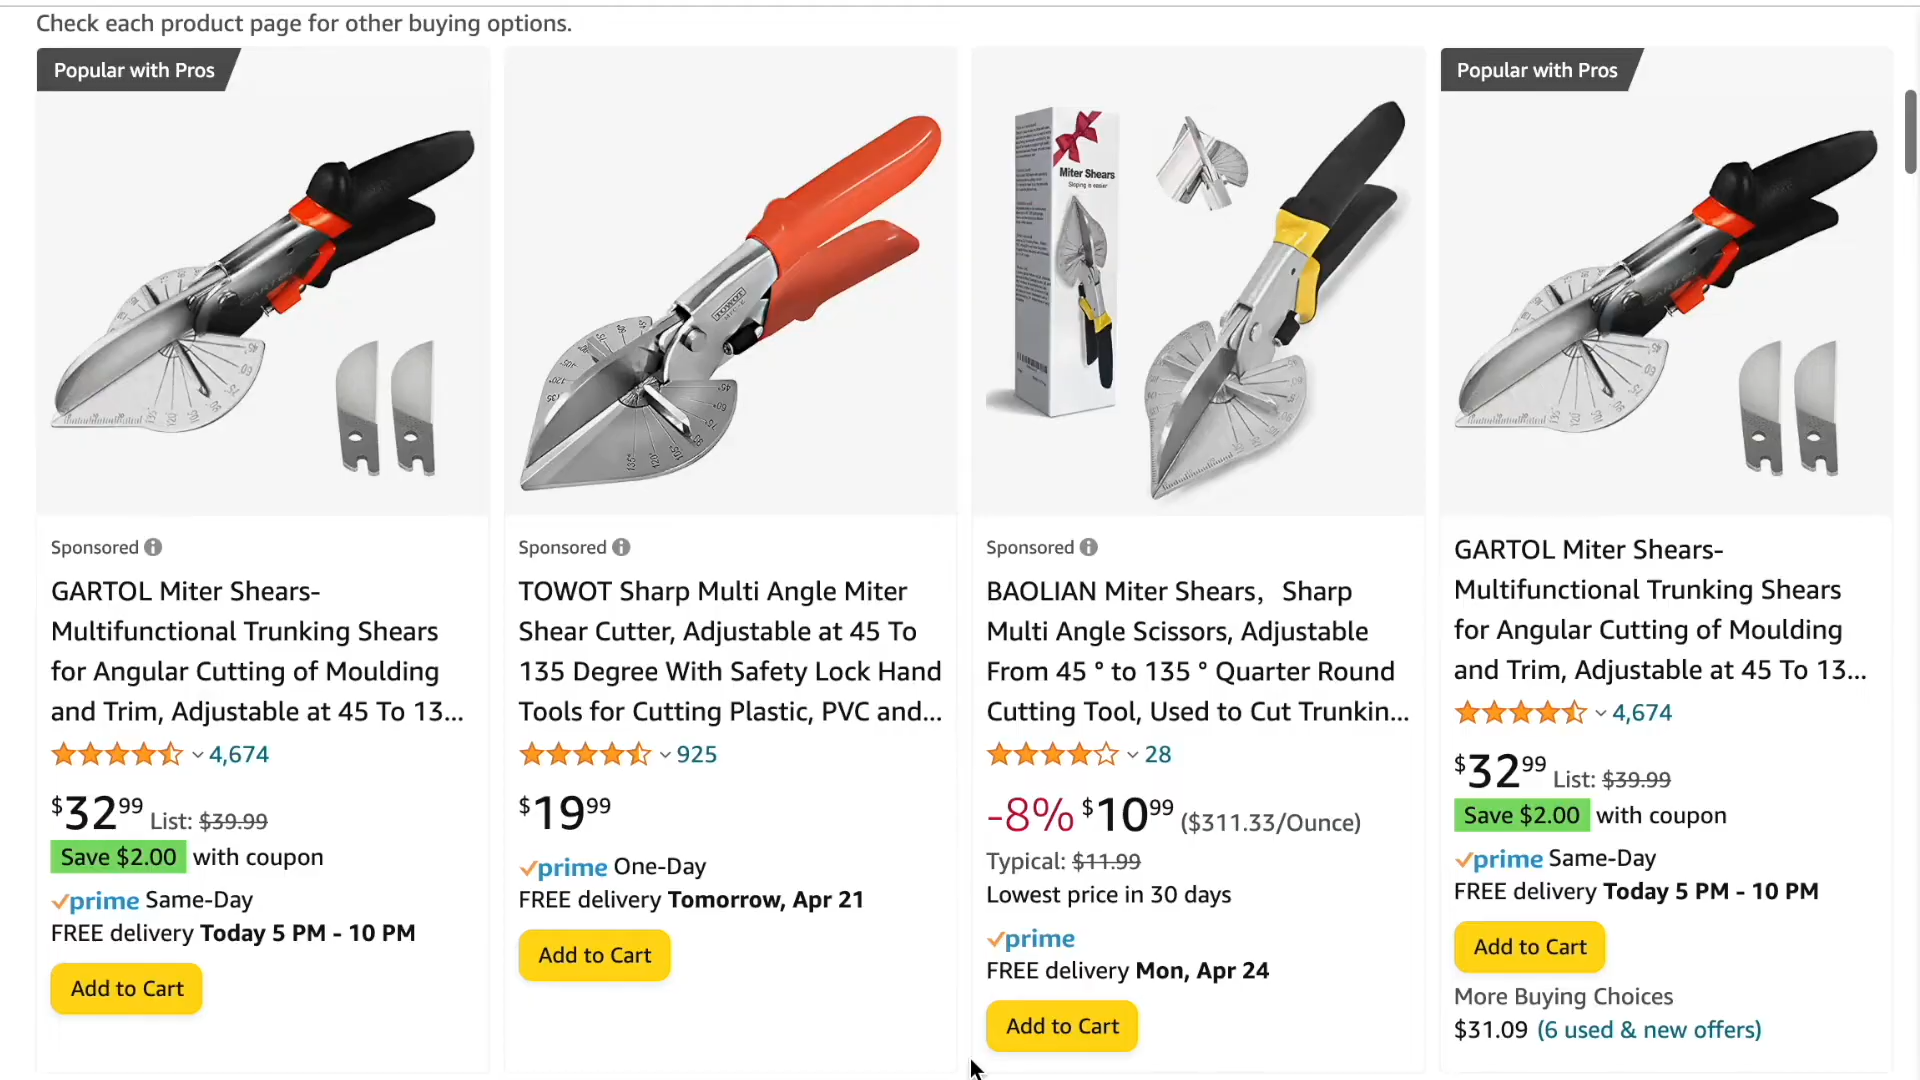 Check each product page for other buying options.
Popular with Pros
Sponsored
GARTOL Miter Shears-
Multifunctional Trunking Shears
for Angular Cutting of Moulding
and Trim, Adjustable at 45 To 13...
4,674
$32.99 List: $39.99
Save $2.00 with coupon
prime Same-Day
FREE delivery Today 5 PM - 10 PM
Add to Cart
TOWOT
Sponsored
TOWOT Sharp Multi Angle Miter
Shear Cutter, Adjustable at 45 To
135 Degree With Safety Lock Hand
Tools for Cutting Plastic, PVC and...
925
$19.99
prime One-Day
FREE delivery Tomorrow, Apr 21
Add to Cart
Miter Shears
Sloping is easier
Sponsored
BAOLIAN Miter Shears, Sharp
Multi Angle Scissors, Adjustable
From 45 ° to 135 ° Quarter Round
Cutting Tool, Used to Cut Trunkin...
28
-8% $10.99 ($311.33/Ounce)
Typical: $11.99
Lowest price in 30 days
prime
FREE delivery Mon, Apr 24
Add to Cart
Popular with Pros
GARTOL Miter Shears-
Multifunctional Trunking Shears
for Angular Cutting of Moulding
and Trim, Adjustable at 45 To 13...
4,674
$32.99 List: $39.99
Save $2.00 with coupon
prime Same-Day
FREE delivery Today 5 PM - 10 PM
Add to Cart
More Buying Choices
$31.09 (6 used & new offers)